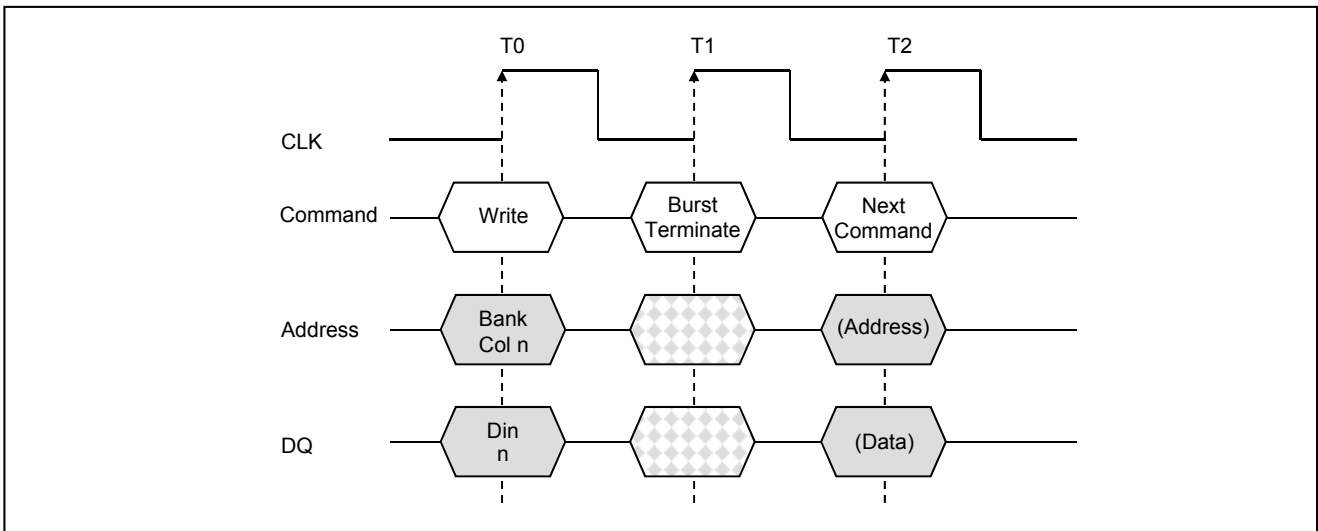 T0 T1 T2
CLK
Command
Write
Burst
Terminate
Next
Command
Address
Bank
Col n
(Address)
DQ
Din
n
(Data)